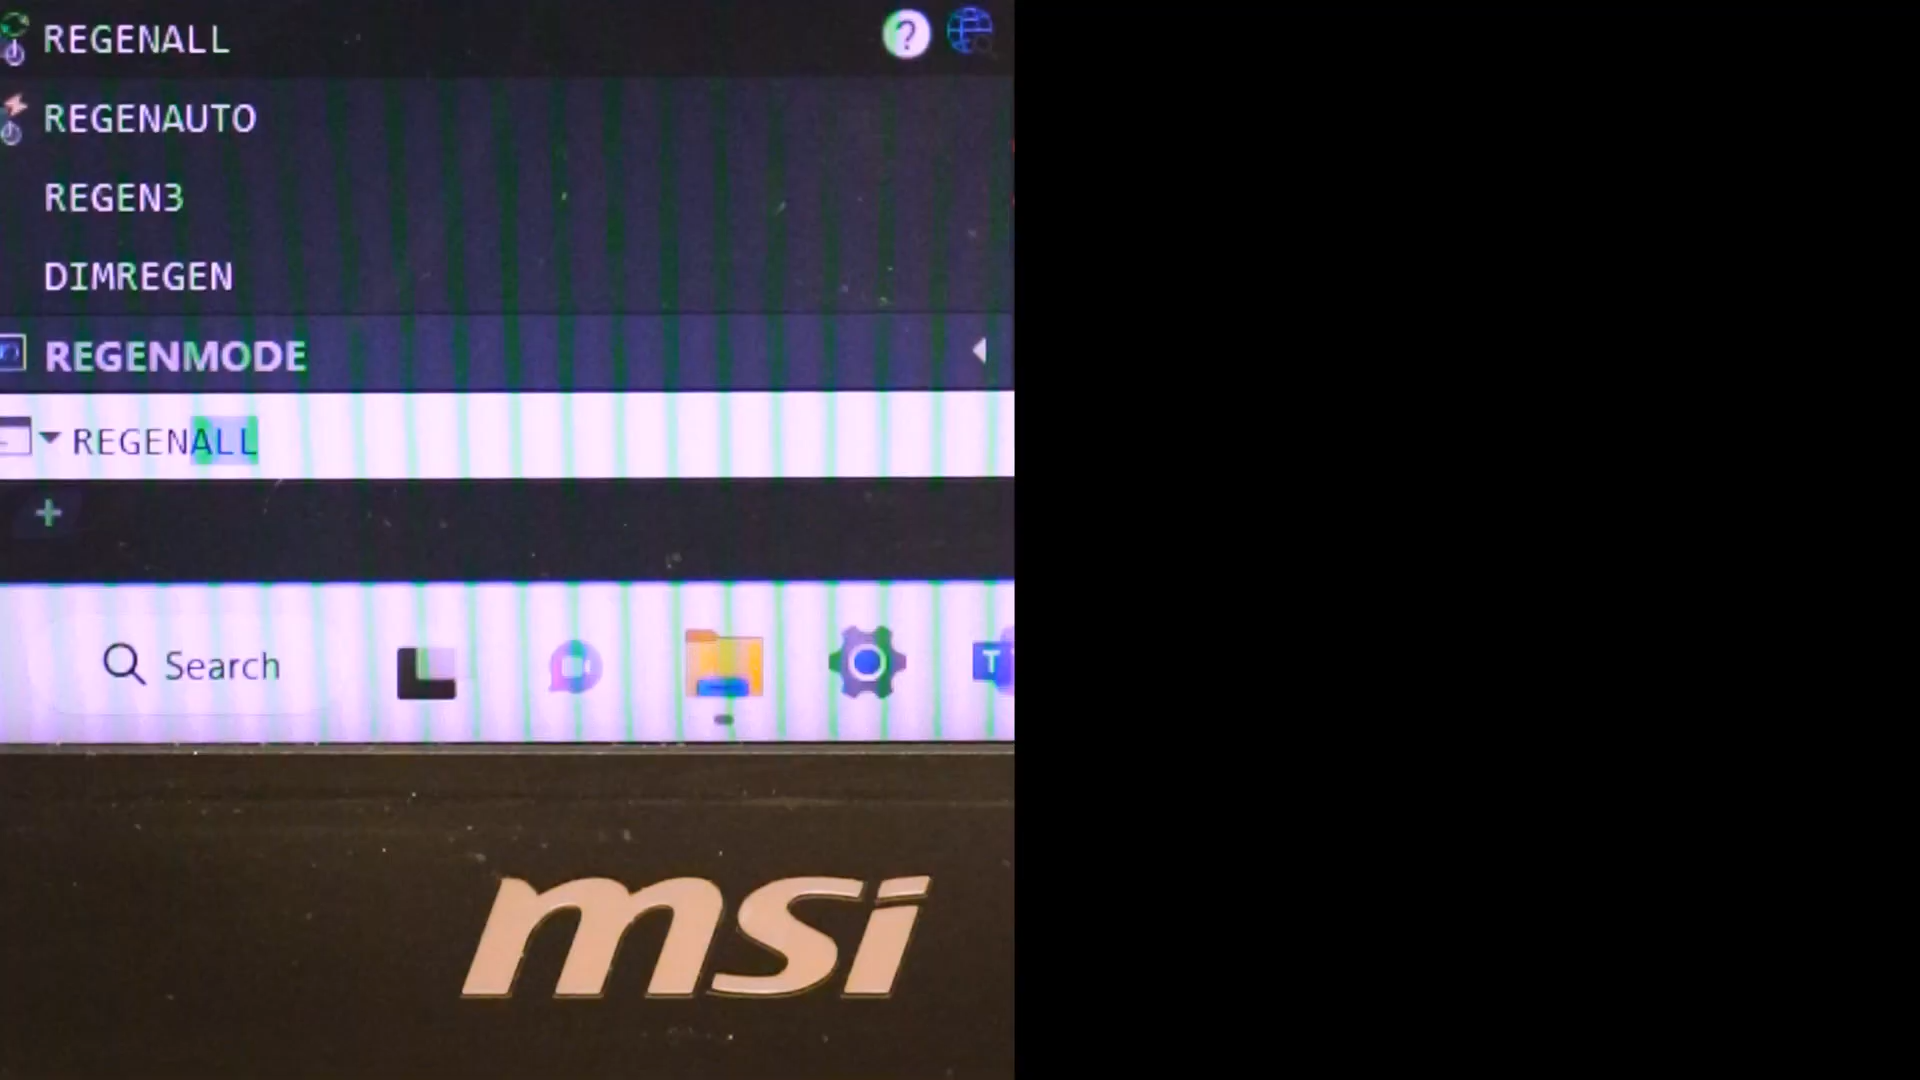 REGENALL
?
REGENAUTO
REGEN3
DIMREGEN
REGENMODE
REGENALL
+
Search
T
msi